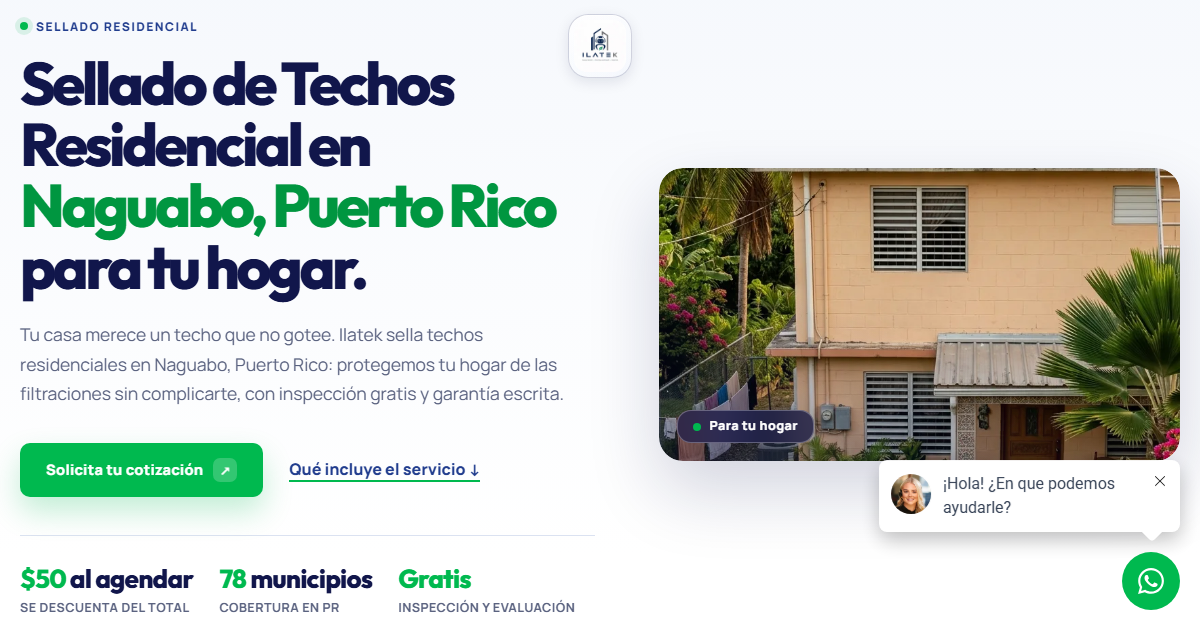 SELLADO RESIDENCIAL
ILATEK
Sellado de Techos
Residencial en
Naguabo, Puerto Rico
para tu hogar.
Tu casa merece un techo que no gotee. Ilatek sella techos
residenciales en Naguabo, Puerto Rico: protegemos tu hogar de las
filtraciones sin complicarte, con inspección gratis y garantía escrita.
Solicita tu cotización ↗
Qué incluye el servicio ↓
$50 al agendar
SE DESCUENTA DEL TOTAL
78 municipios
COBERTURA EN PR
Gratis
INSPECCIÓN Y EVALUACIÓN
Para tu hogar
¡Hola! ¿En que podemos
ayudarle?